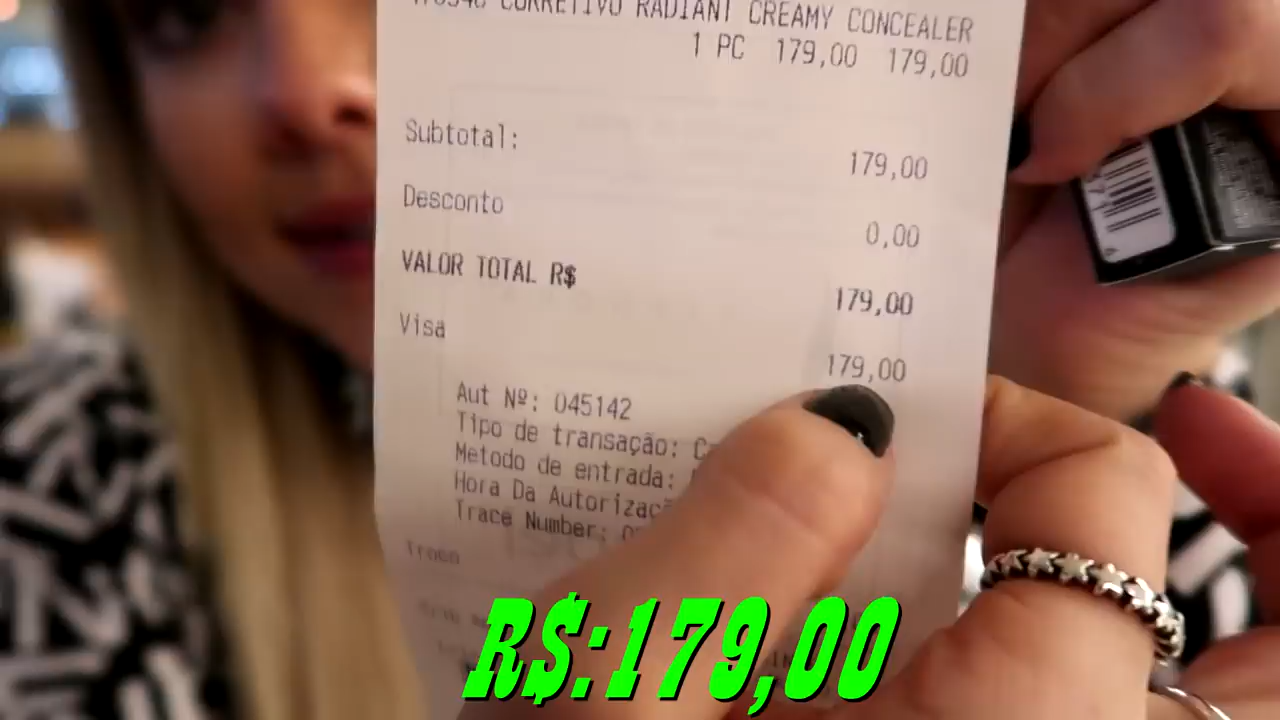 CORRETIVO RADIANT CREAMY CONCEALER
1 PC 179,00 179,00
Subtotal: 179,00
Desconto 0,00
VALOR TOTAL R$ 179,00
Visa 179,00
Aut Nº: 045142
Tipo de transação:
Metodo de entrada:
Hora Da
Trace Number:
Troco
R$:179,00